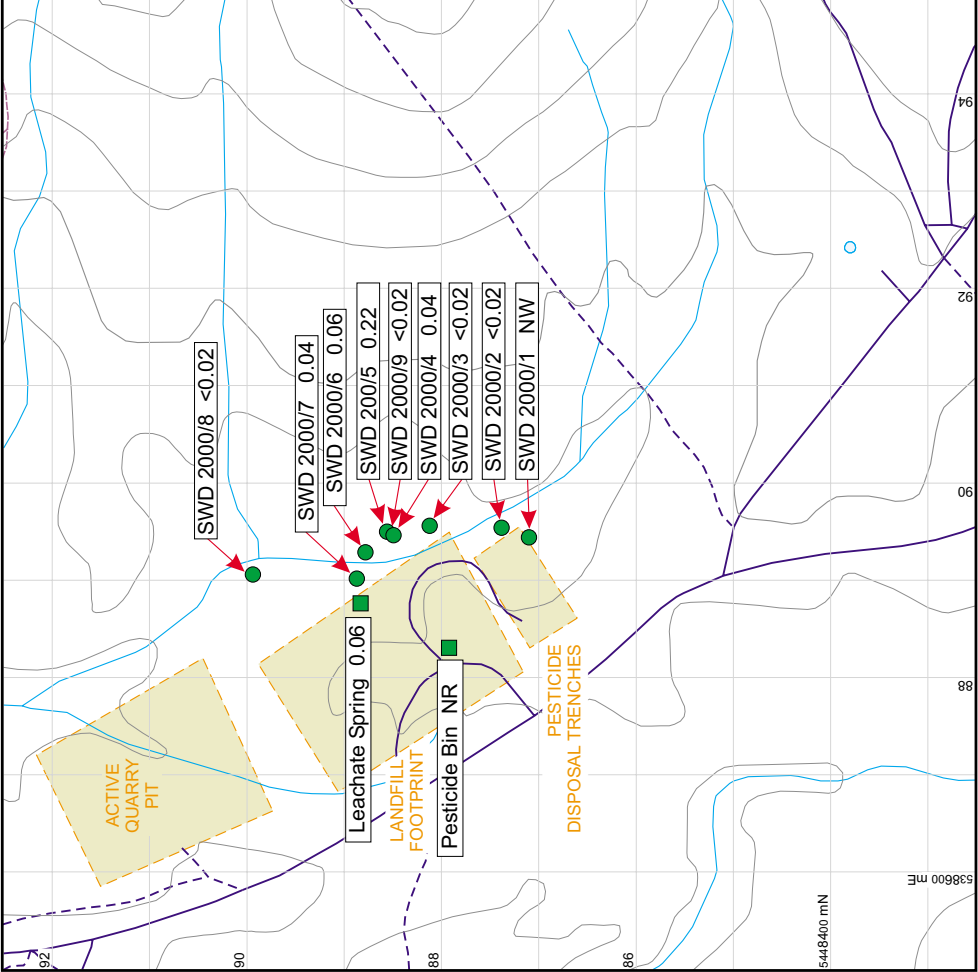 SWD 2000/8 <0.02
SWD 2000/7 0.04
SWD 2000/6 0.06
SWD 200/5 0.22
SWD 2000/9 <0.02
SWD 2000/4 0.04
SWD 2000/3 <0.02
SWD 2000/2 <0.02
SWD 2000/1 NW
Leachate Spring 0.06
Pesticide Bin NR
ACTIVE
QUARRY
PIT
LANDFILL
FOOTPRINT
PESTICIDE
DISPOSAL TRENCHES
92
90
88
86
5448400 mN
538600 mE
88
90
92
94